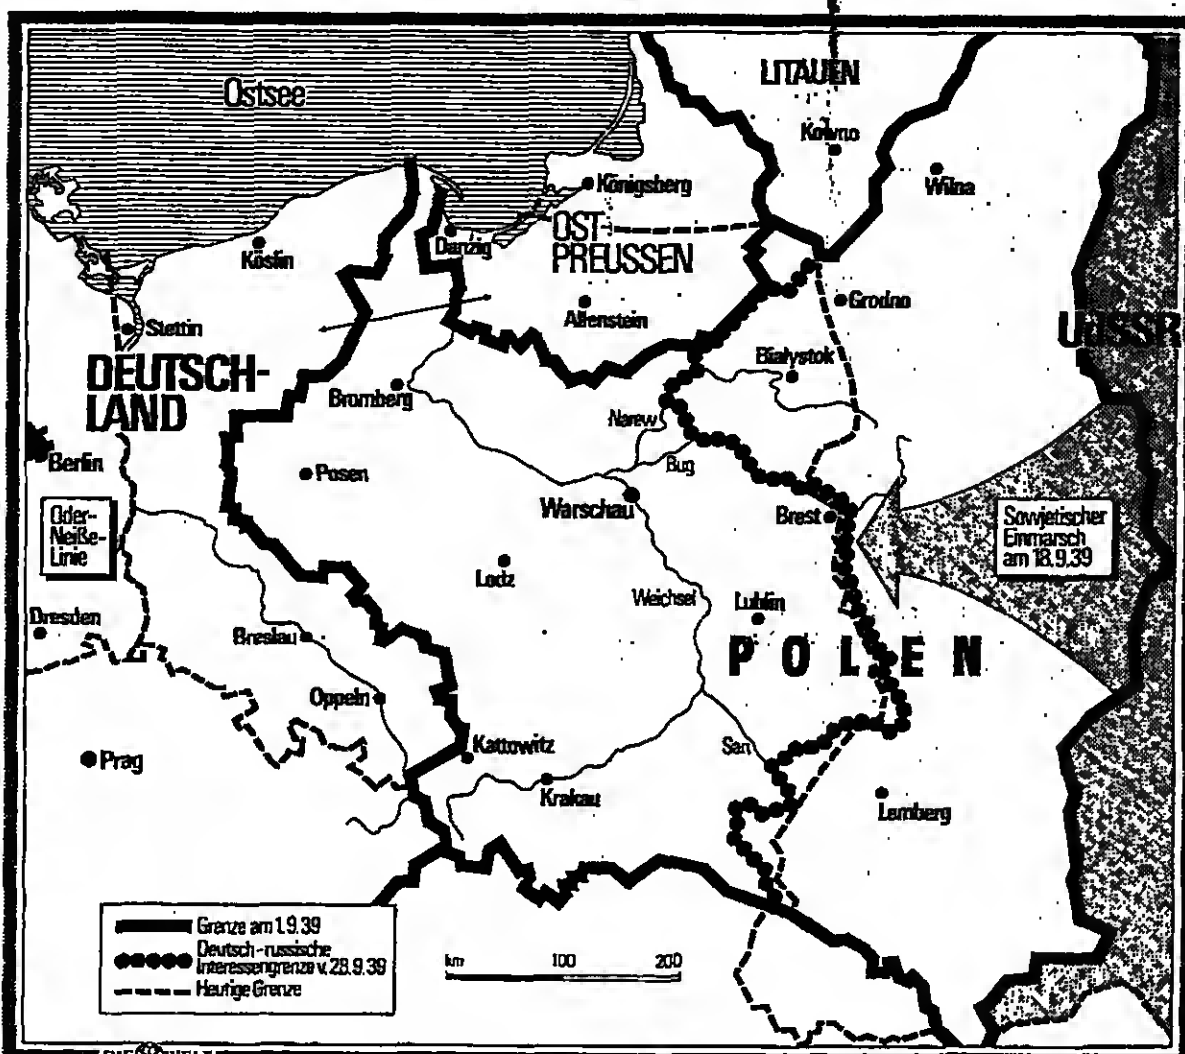 Ostsee
LITAUEN
Kowno
Wilna
Königsberg
OST-
PREUSSEN
Danzig
Köslin
Allenstein
Grodno
Stettin
UdSSR
DEUTSCH-
LAND
Bialystok
Bromberg
Narew
Bug
Berlin
Posen
Warschau
Brest
Oder-
Neiße-
Linie
Sowjetischer
Einmarsch
am 18.9.39
Lodz
Weichsel
Lublin
Dresden
Breslau
POLEN
Oppeln
Kattowitz
San
Prag
Krakau
Lemberg
Grenze am 1.9.39
Deutsch-russische
Interessengrenze v. 28.9.39
Heutige Grenze
km 100 200